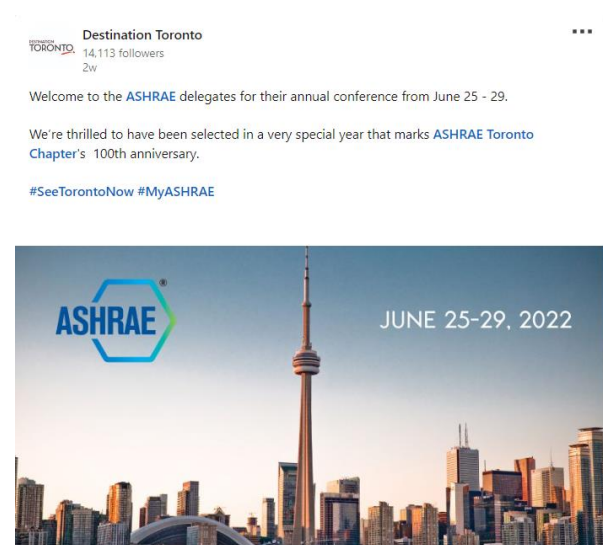 DESTINATION
TORONTO
Destination Toronto
14,113 followers
2w
Welcome to the ASHRAE delegates for their annual conference from June 25 - 29.
We're thrilled to have been selected in a very special year that marks ASHRAE Toronto
Chapter's 100th anniversary.
#SeeTorontoNow #MyASHRAE
ASHRAE®
JUNE 25-29, 2022